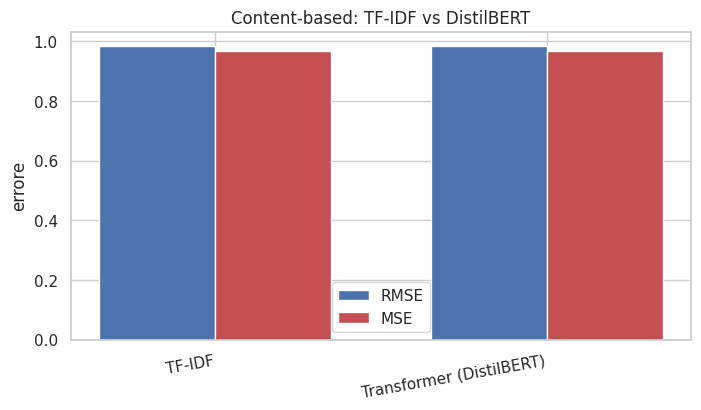 Content-based: TF-IDF vs DistilBERT
errore
1.0
0.8
0.6
0.4
0.2
0.0
RMSE
MSE
TF-IDF
Transformer (DistilBERT)